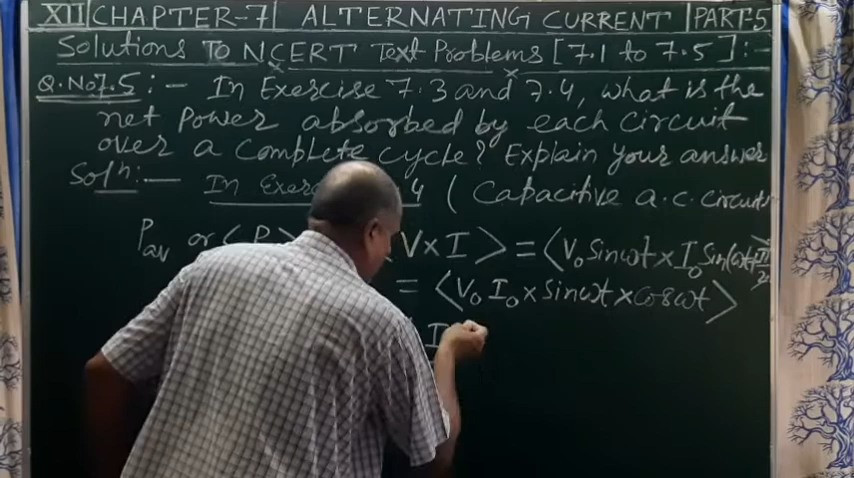 XII CHAPTER-7 ALTERNATING CURRENT PART-5
Solutions To NCERT Text Problems [7.1 to 7.5]:-
Q.No7.5:- In Exercise 7.3 and 7.4, what is the
net Power absorbed by each circuit
over a complete cycle? Explain your answer
Solⁿ:- In 4 (Capacitive a.c. circuit
P_av or <P V×I> = <V₀ Sinωt × I₀ Sin(ωt+π/2)>
= <V₀ I₀ × Sinωt × Cosωt>
I